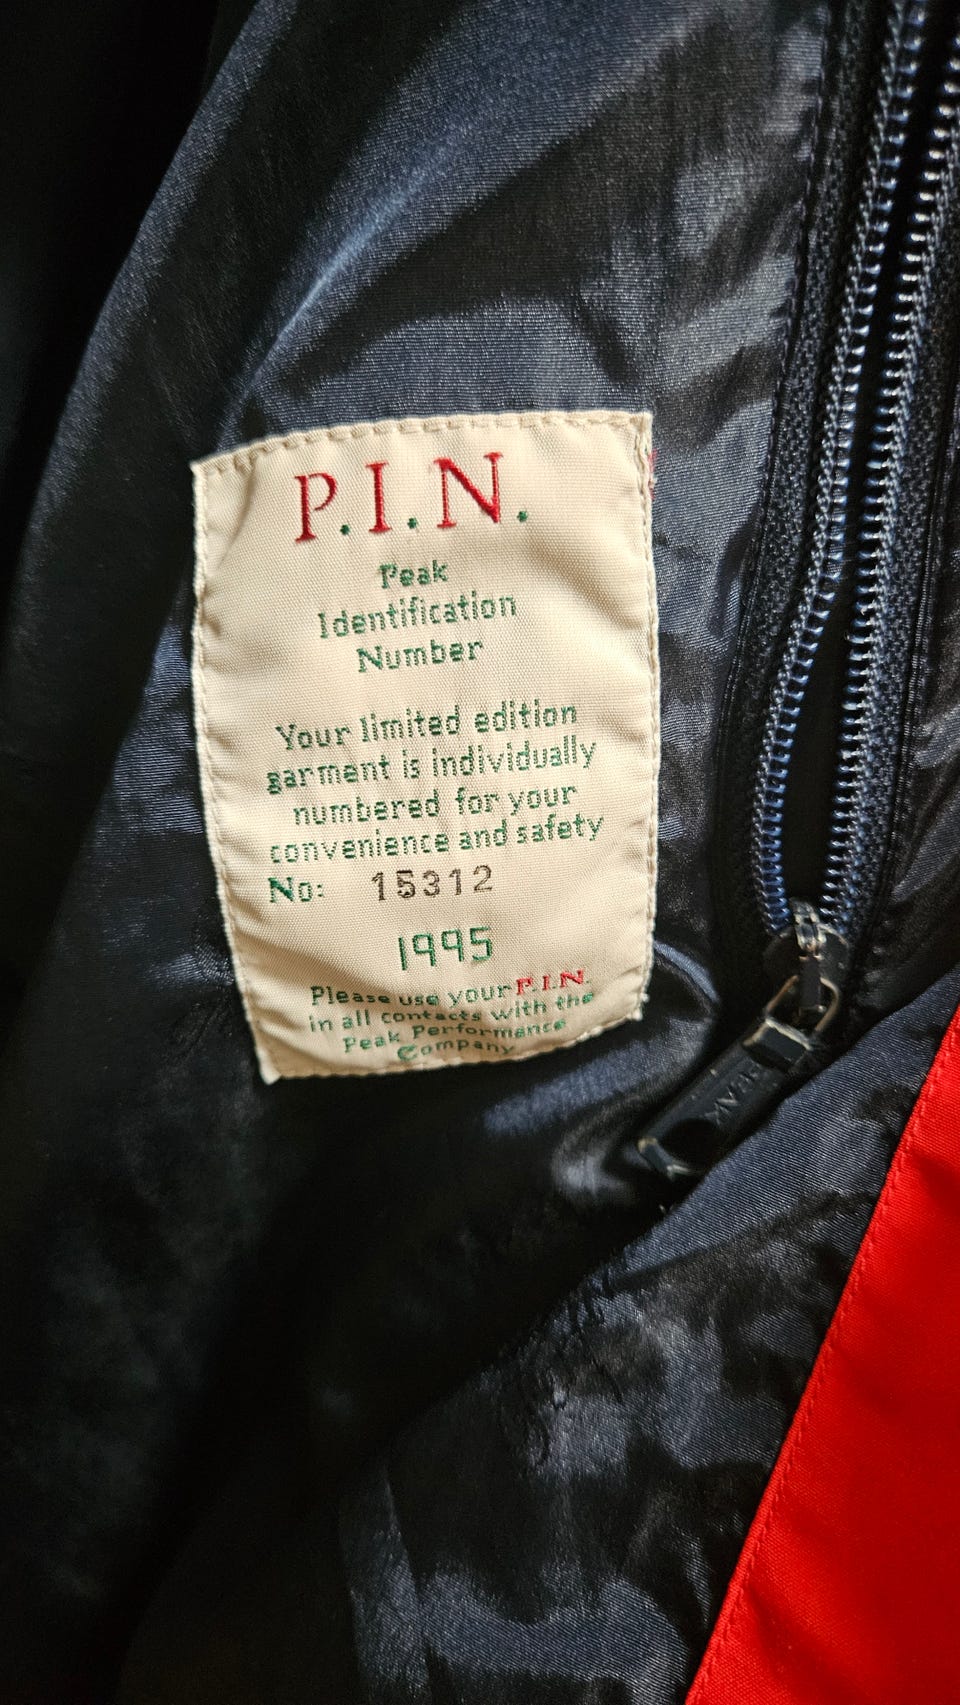 P.I.N.
Peak
Identification
Number
Your limited edition
garment is individually
numbered for your
convenience and safety
No: 15312
1995
Please use your P.I.N.
in all contacts with the
Peak Performance
Company
PEAK